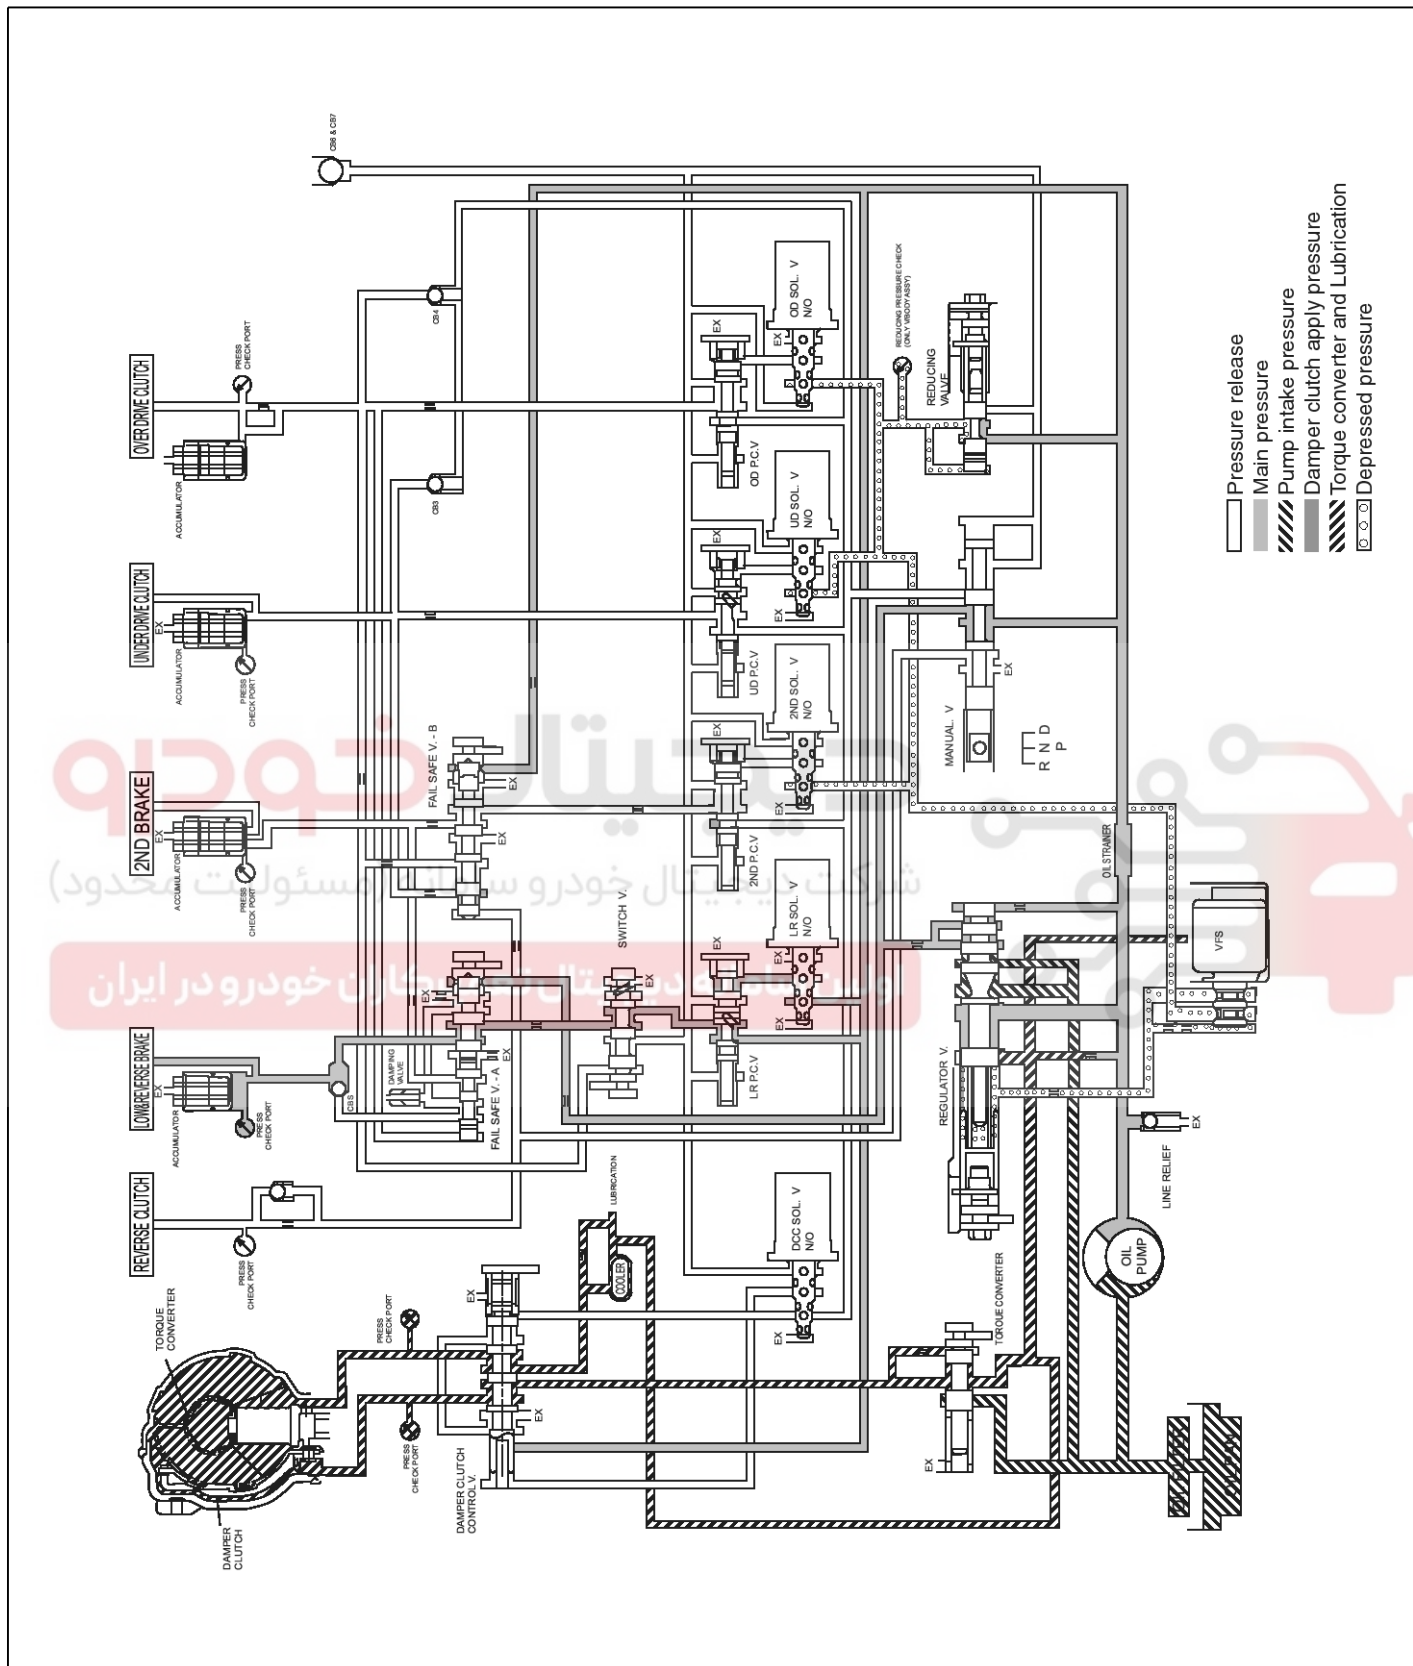 CB6 & CB7
OVER DRIVE CLUTCH
PRESS
CHECK PORT
ACCUMULATOR
CB4
CB3
UNDER DRIVE CLUTCH
EX
ACCUMULATOR
PRESS
CHECK PORT
2ND BRAKE
EX
ACCUMULATOR
PRESS
CHECK PORT
FAIL SAFE V. - B
EX
EX
LOW&REVERSE BRAKE
EX
ACCUMULATOR
PRESS
CHECK PORT
DAMPING
VALVE
EX
EX
FAIL SAFE V. - A
SWITCH V.
EX
REVERSE CLUTCH
PRESS
CHECK PORT
TORQUE
CONVERTER
DAMPER
CLUTCH
PRESS
CHECK PORT
PRESS
CHECK PORT
EX
EX
DAMPER CLUTCH
CONTROL V.
LUBRICATION
COOLER
OD SOL. V
N/O
EX
EX
OD P.C.V
UD SOL. V
N/O
EX
EX
UD P.C.V
2ND SOL. V
N/O
EX
EX
2ND P.C.V
LR SOL. V
N/O
EX
EX
EX
LR P.C.V
DCC SOL. V
N/O
EX
REDUCING PRESSURE CHECK
(ONLY V/BODY ASSY)
REDUCING
VALVE
MANUAL. V
EX
R N D
P
OIL STRAINER
VFS
REGULATOR V.
LINE RELIEF
EX
OIL
PUMP
TORQUE CONVERTER
EX
Pressure release
Main pressure
Pump intake pressure
Damper clutch apply pressure
Torque converter and Lubrication
Depressed pressure
دیجیتال خودرو
شرکت دیجیتال خودرو سامانه (مسئولیت محدود)
اولین سامانه دیجیتال تعمیرکاران خودرو در ایران